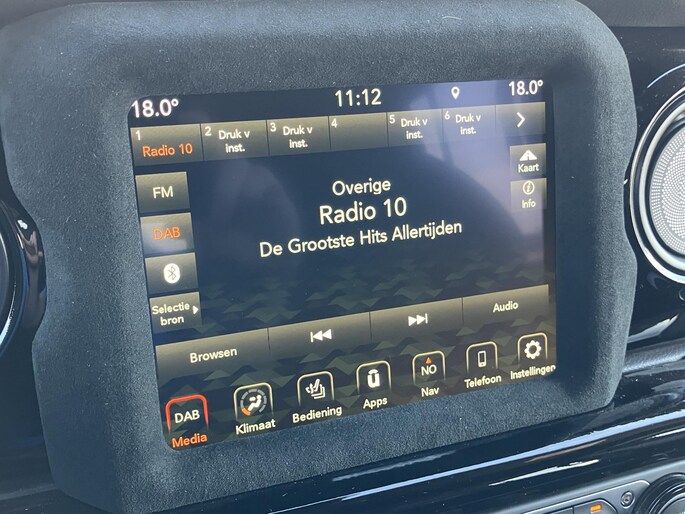 18.0°
11:12
18.0°
1
Radio 10
2 Druk v
inst.
3 Druk v
inst.
4
5 Druk v
inst.
6 Druk v
inst.
FM
DAB
Selectie
bron
Overige
Radio 10
De Grootste Hits Allertijden
Kaart
Info
Browsen
Audio
DAB
Media
Klimaat
Bediening
Apps
NO
Nav
Telefoon
Instellingen